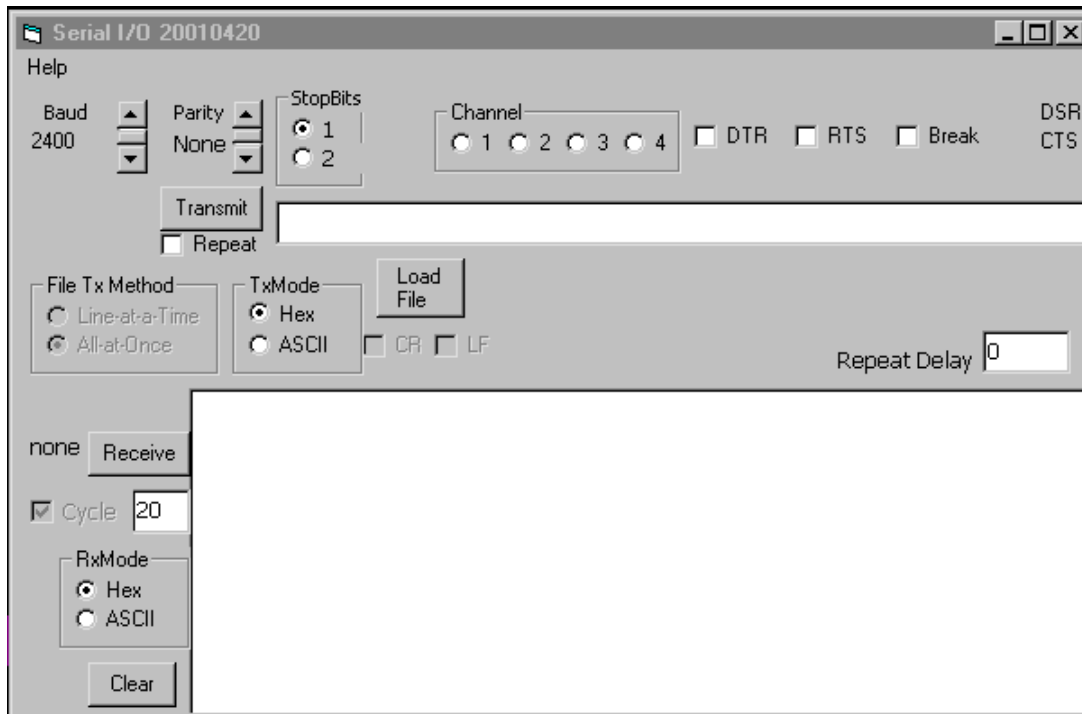 Serial I/O 20010420
Help
Baud
2400
Parity
None
StopBits
1
2
Channel
1 2 3 4
DTR RTS Break
DSR
CTS
Transmit
Repeat
File Tx Method
Line-at-a-Time
All-at-Once
TxMode
Hex
ASCII
Load
File
CR LF
Repeat Delay 0
none Receive
Cycle 20
RxMode
Hex
ASCII
Clear